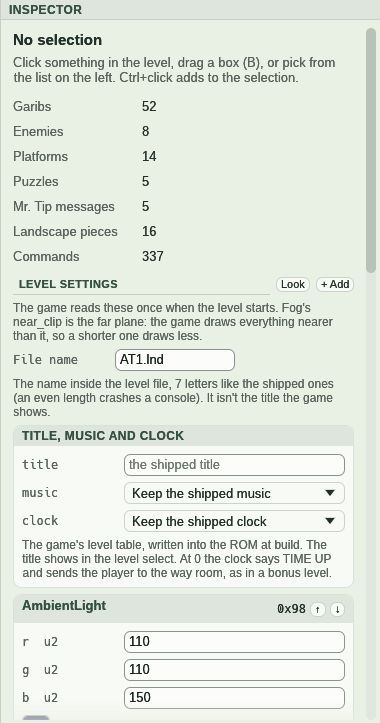 INSPECTOR
No selection
Click something in the level, drag a box (B), or pick from
the list on the left. Ctrl+click adds to the selection.
Garibs 52
Enemies 8
Platforms 14
Puzzles 5
Mr. Tip messages 5
Landscape pieces 16
Commands 337
LEVEL SETTINGS Look + Add
The game reads these once when the level starts. Fog's
near_clip is the far plane: the game draws everything nearer
than it, so a shorter one draws less.
File name AT1.lnd
The name inside the level file, 7 letters like the shipped ones
(an even length crashes a console). It isn't the title the game
shows.
TITLE, MUSIC AND CLOCK
title the shipped title
music Keep the shipped music
clock Keep the shipped clock
The game's level table, written into the ROM at build. The
title shows in the level select. At 0 the clock says TIME UP
and sends the player to the way room, as in a bonus level.
AmbientLight 0x98 ↑ ↓
r u2 110
g u2 110
b u2 150